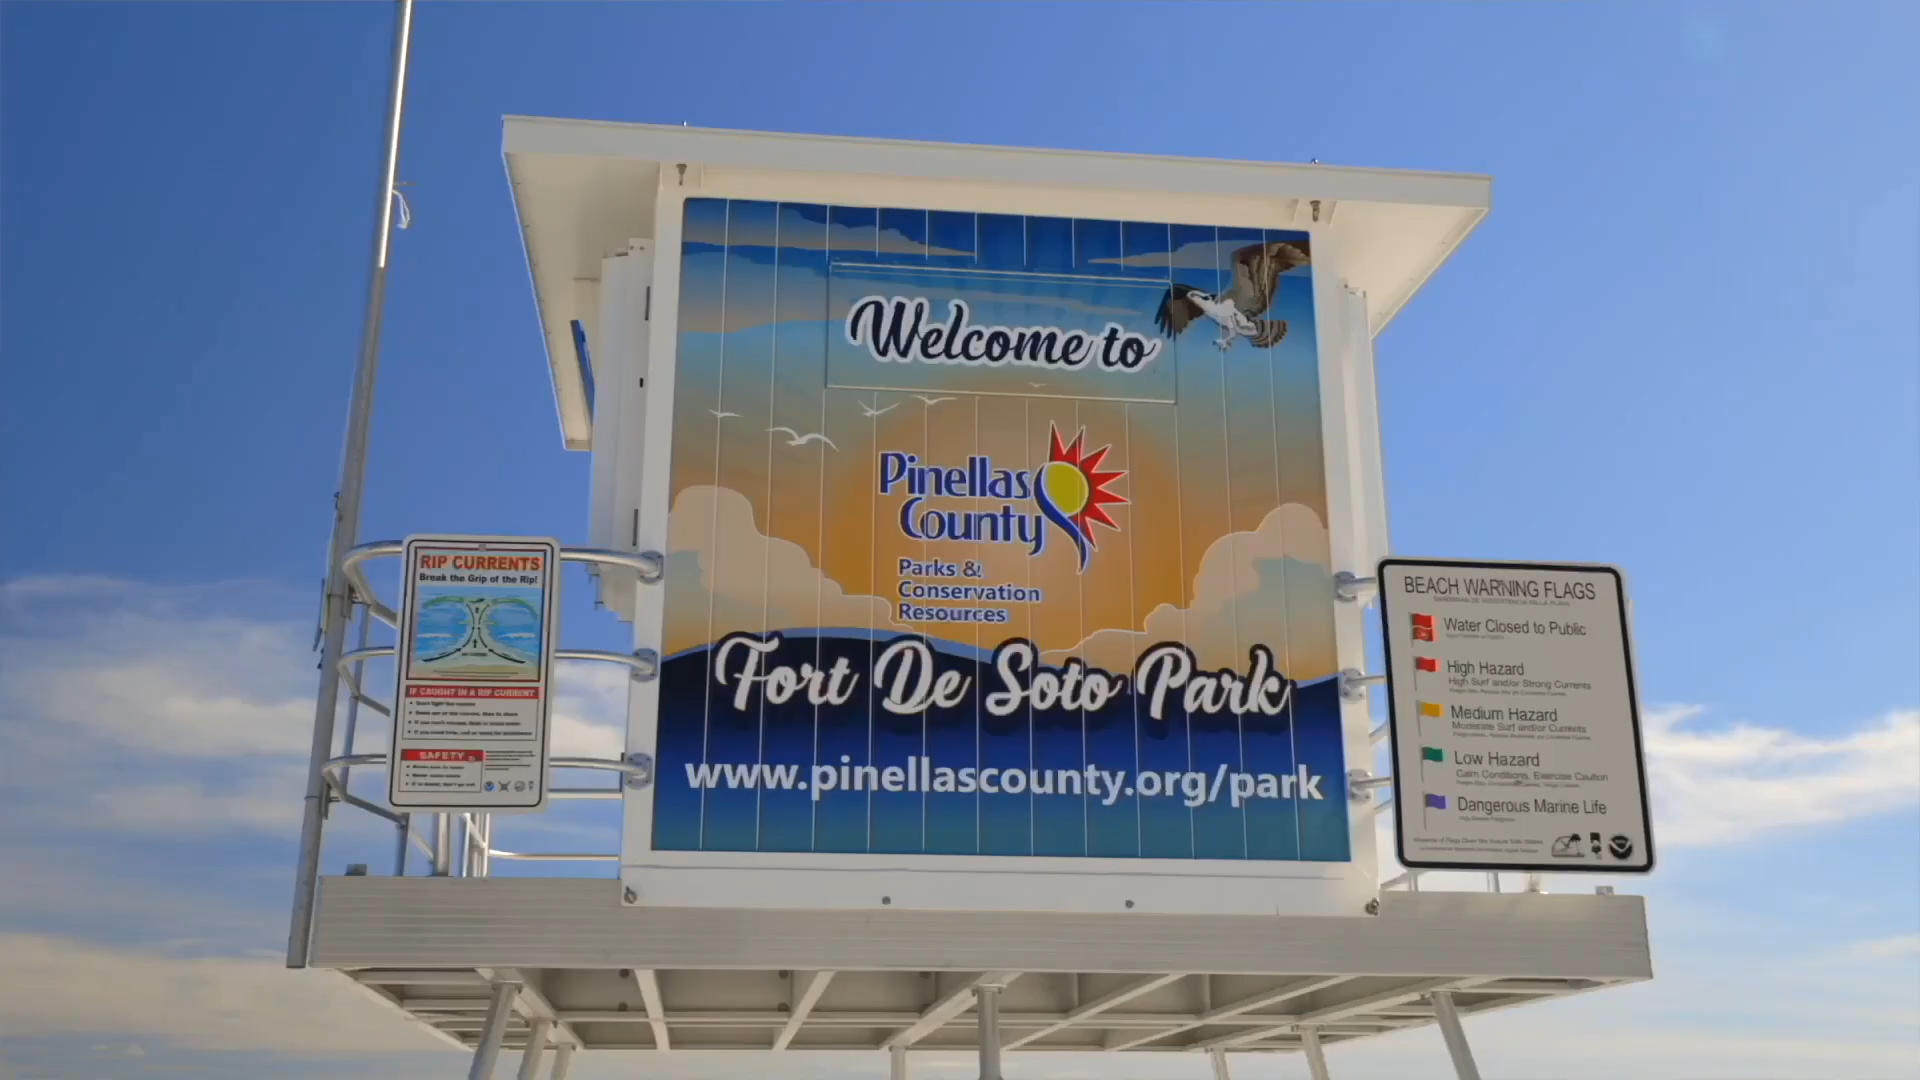 Welcome to
Pinellas
County
Parks &
Conservation
Resources
Fort De Soto Park
www.pinellascounty.org/park
RIP CURRENTS
Break the Grip of the Rip!
IF CAUGHT IN A RIP CURRENT
SAFETY
BEACH WARNING FLAGS
Water Closed to Public
High Hazard
High Surf and/or Strong Currents
Medium Hazard
Moderate Surf and/or Currents
Low Hazard
Calm Conditions, Exercise Caution
Dangerous Marine Life